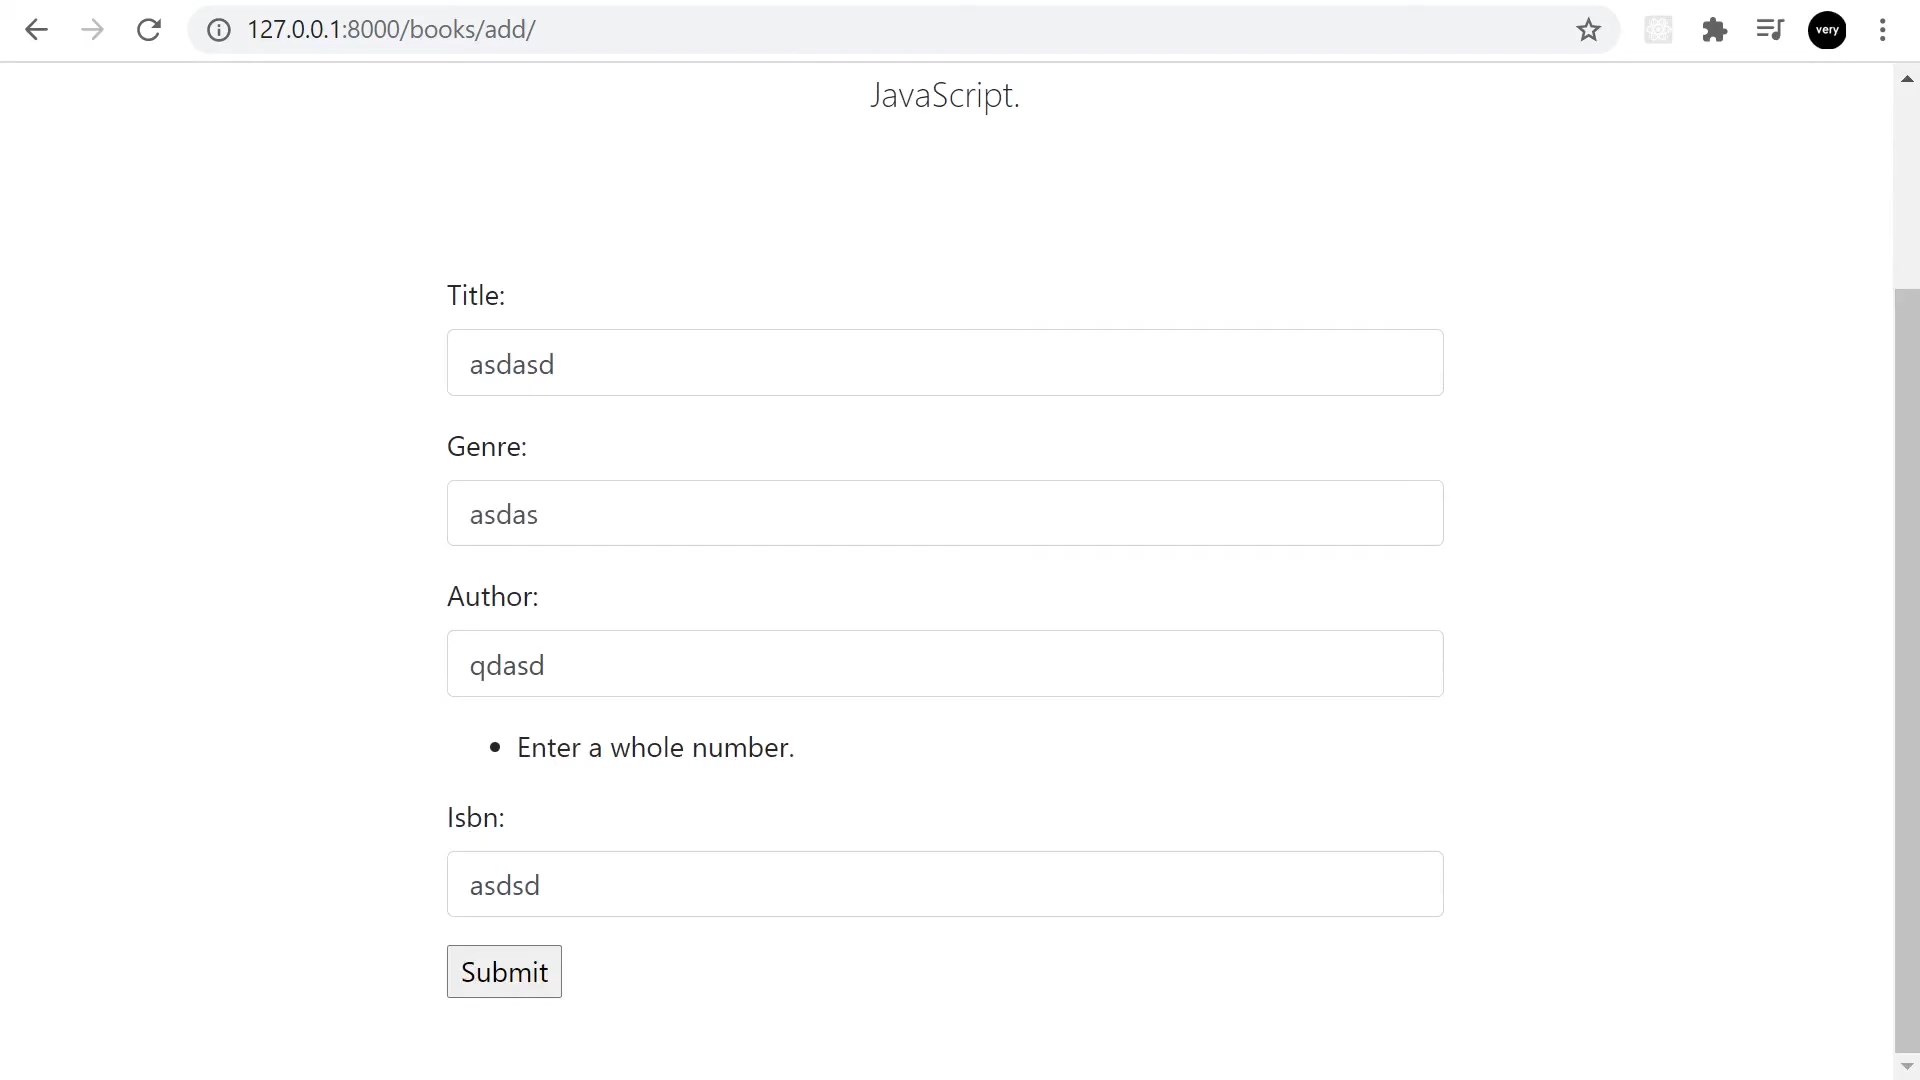 127.0.0.1:8000/books/add/
very
JavaScript.
Title:
asdasd
Genre:
asdas
Author:
qdasd
• Enter a whole number.
Isbn:
asdsd
Submit